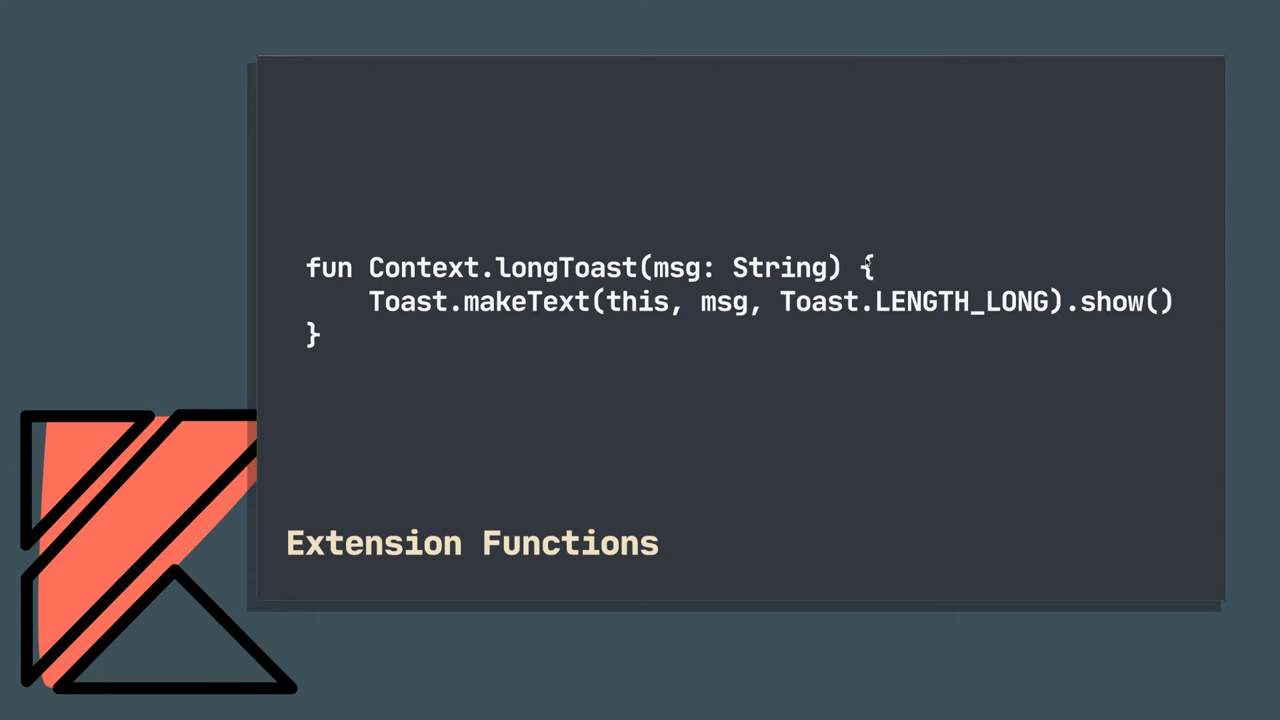 fun Context.longToast(msg: String) {
    Toast.makeText(this, msg, Toast.LENGTH_LONG).show()
}
Extension Functions